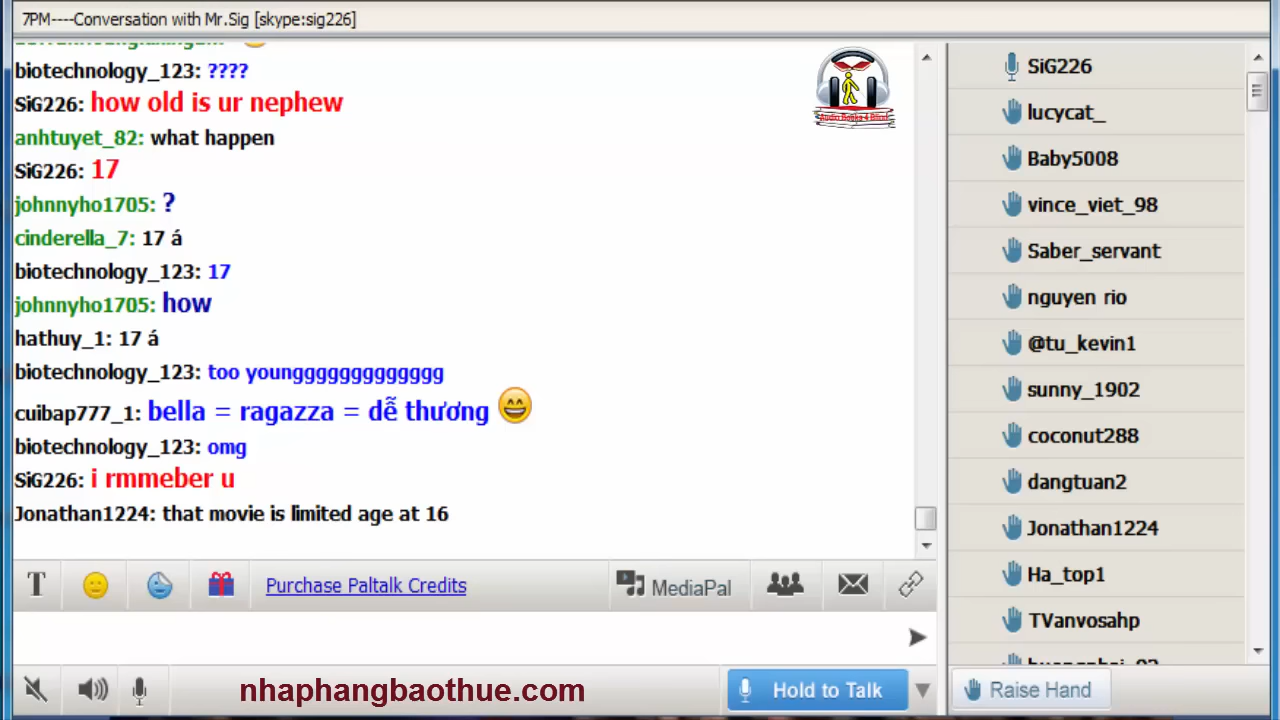 7PM----Conversation with Mr.Sig [skype:sig226]
biotechnology_123: ????
SiG226: how old is ur nephew
anhtuyet_82: what happen
SiG226: 17
johnnyho1705: ?
cinderella_7: 17 á
biotechnology_123: 17
johnnyho1705: how
hathuy_1: 17 á
biotechnology_123: too younggggggggggggg
cuibap777_1: bella = ragazza = dễ thương
biotechnology_123: omg
SiG226: i rmmeber u
Jonathan1224: that movie is limited age at 16
T
Purchase Paltalk Credits
MediaPal
nhaphangbaothue.com
Hold to Talk
SiG226
lucycat_
Baby5008
vince_viet_98
Saber_servant
nguyen rio
@tu_kevin1
sunny_1902
coconut288
dangtuan2
Jonathan1224
Ha_top1
TVanvosahp
Raise Hand